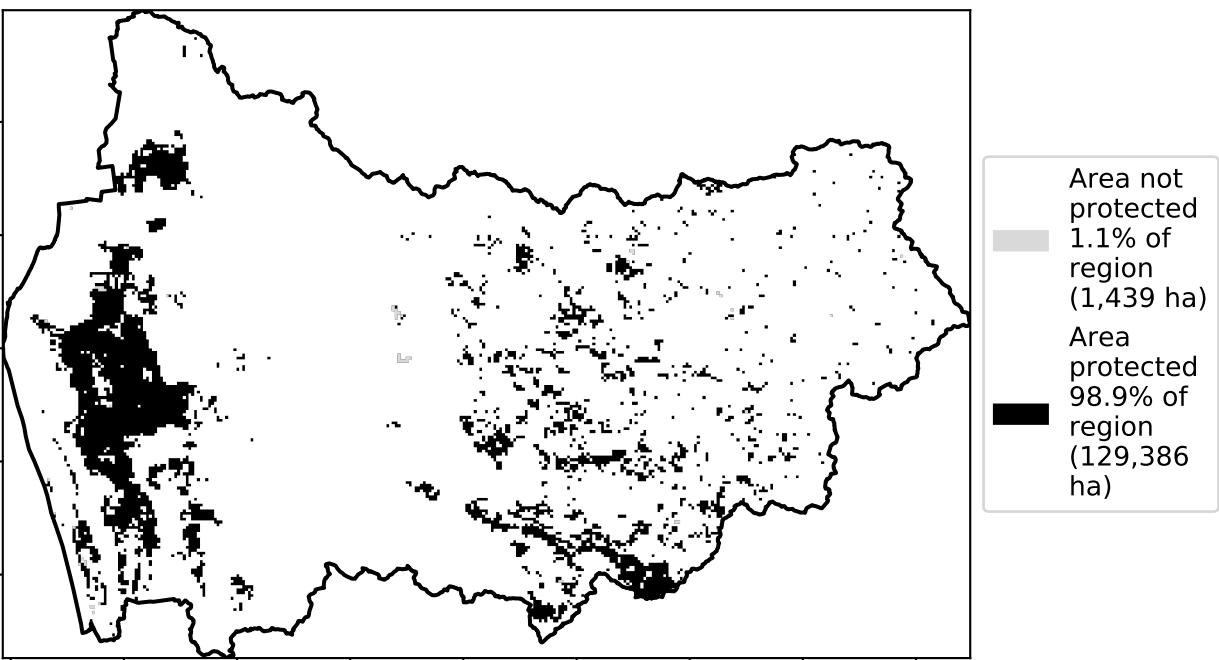 Area not
protected
1.1% of
region
(1,439 ha)
Area
protected
98.9% of
region
(129,386
ha)